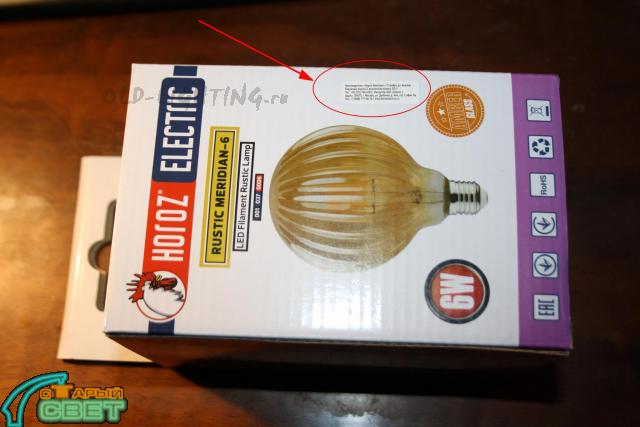 D-LIGHTING.ru
HOROZ® ELECTRIC
RUSTIC MERIDIAN-6
LED Filament Rustic Lamp
001 037 0006
AMBER
GLASS
6W
RoHS
EAC
СТАРЫЙ
СВЕТ